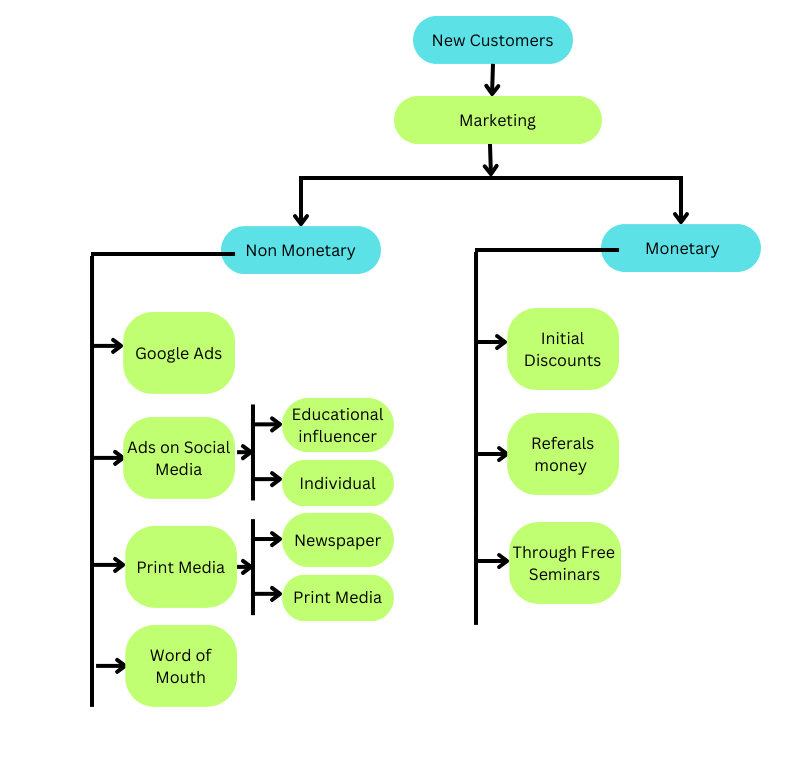 New Customers
Marketing
Non Monetary
Monetary
Google Ads
Ads on Social
Media
Educational
influencer
Individual
Print Media
Newspaper
Print Media
Word of
Mouth
Initial
Discounts
Referals
money
Through Free
Seminars